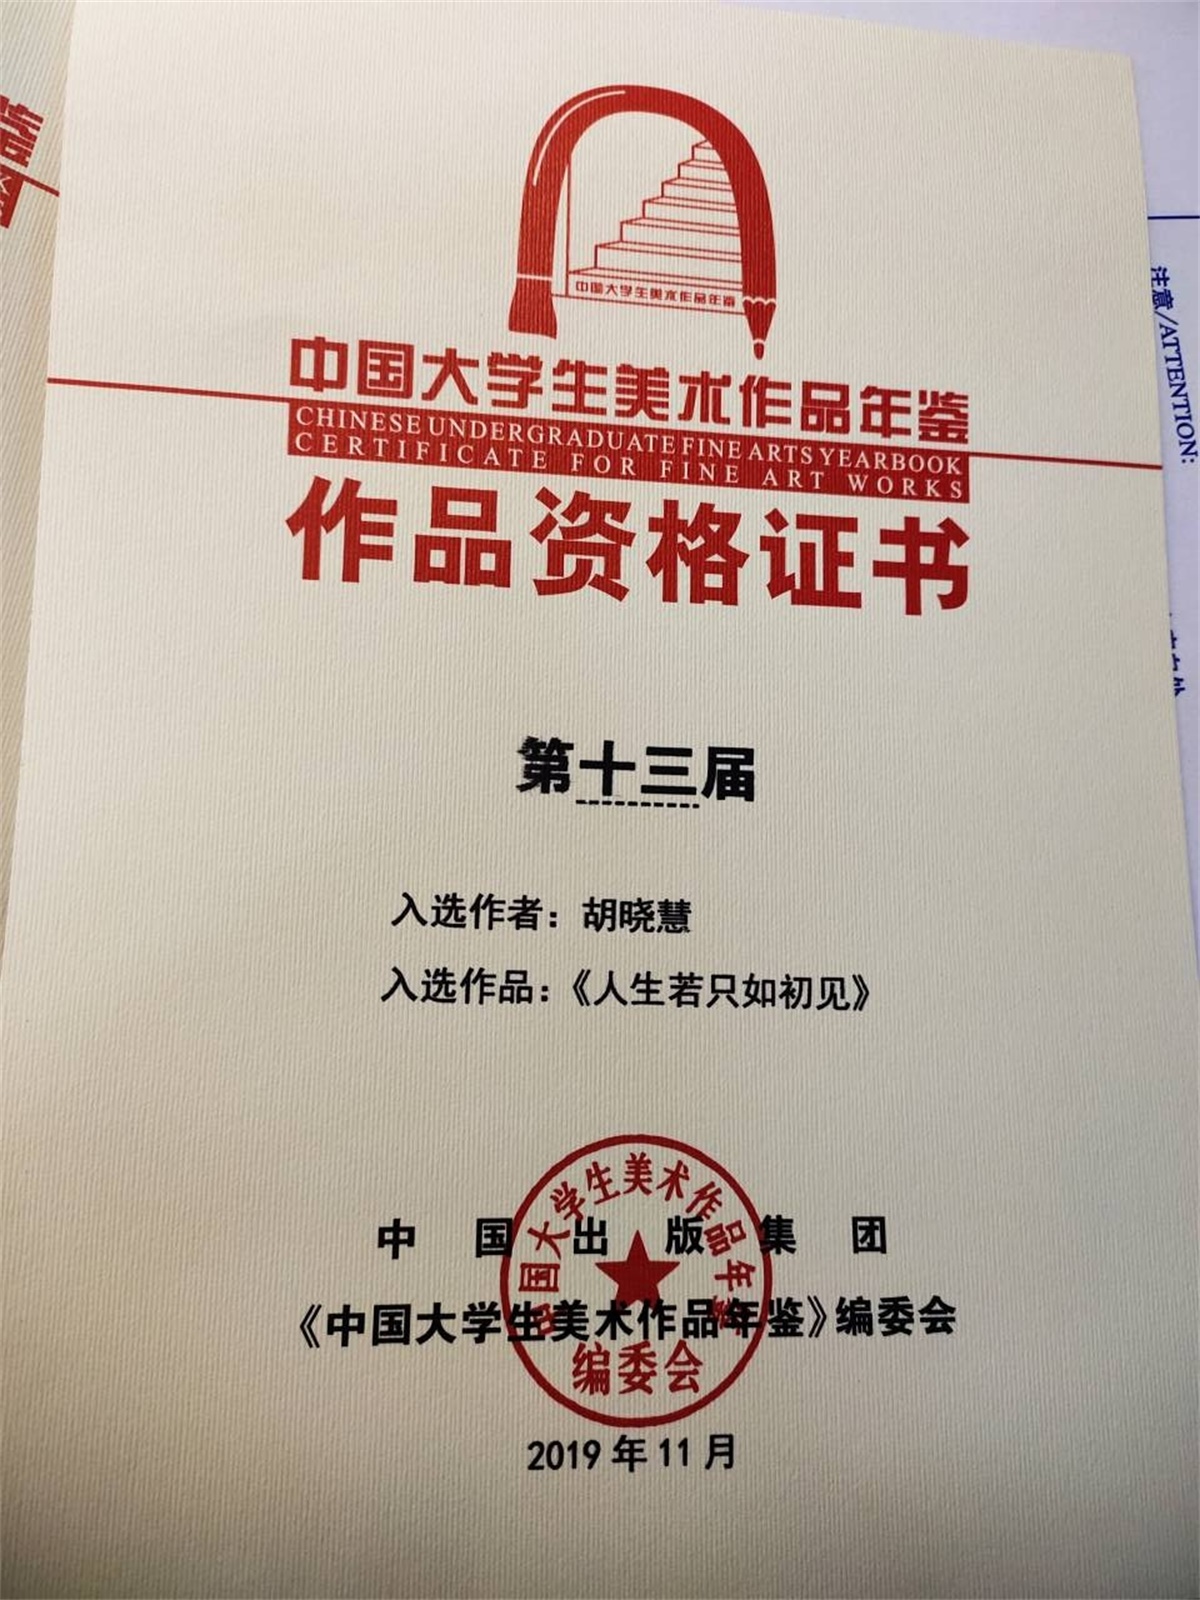 中国大学生美术作品年鉴
中国大学生美术作品年鉴
CHINESE UNDERGRADUATE FINE ARTS YEARBOOK
CERTIFICATE FOR FINE ART WORKS
作品资格证书
第十三届
入选作者：胡晓慧
入选作品：《人生若只如初见》
中国出版集团
《中国大学生美术作品年鉴》编委会
中国大学生美术作品年鉴
编委会
2019年11月
注意/ATTENTION:
鉴